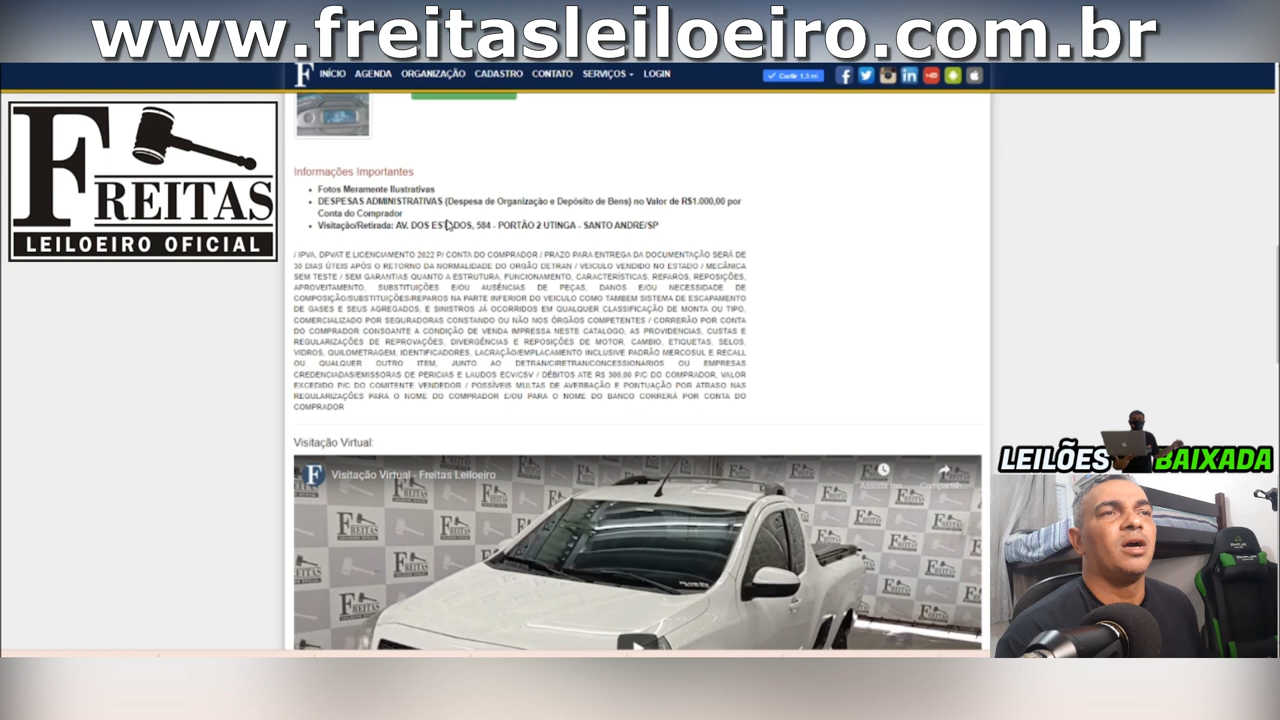 www.freitasleiloeiro.com.br
INÍCIO AGENDA ORGANIZAÇÃO CADASTRO CONTATO SERVIÇOS LOGIN
Curtir 1,3 mi
FREITAS
LEILOEIRO OFICIAL
Informações Importantes
Fotos Meramente Ilustrativas
DESPESAS ADMINISTRATIVAS (Despesa de Organização e Depósito de Bens) no Valor de R$1.000,00 por
Conta do Comprador
Visitação/Retirada: AV. DOS ESTADOS, 584 - PORTÃO 2 UTINGA - SANTO ANDRE/SP
/ IPVA, DPVAT E LICENCIAMENTO 2022 P/ CONTA DO COMPRADOR / PRAZO PARA ENTREGA DA DOCUMENTAÇÃO SERÁ DE
30 DIAS ÚTEIS APÓS O RETORNO DA NORMALIDADE DO ORGÃO DETRAN / VEICULO VENDIDO NO ESTADO / MECÂNICA
SEM TESTE / SEM GARANTIAS QUANTO A ESTRUTURA, FUNCIONAMENTO, CARACTERÍSTICAS, REPAROS, REPOSIÇÕES,
APROVEITAMENTO, SUBSTITUIÇÕES E/OU AUSÊNCIAS DE PEÇAS, DANOS E/OU NECESSIDADE DE
COMPOSIÇÃO/SUBSTITUIÇÕES/REPAROS NA PARTE INFERIOR DO VEICULO COMO TAMBEM SISTEMA DE ESCAPAMENTO
DE GASES E SEUS AGREGADOS, E SINISTROS JÁ OCORRIDOS EM QUALQUER CLASSIFICAÇÃO DE MONTA OU TIPO,
COMERCIALIZADO POR SEGURADORAS CONSTANDO OU NÃO NOS ÓRGÃOS COMPETENTES / CORRERÃO POR CONTA
DO COMPRADOR CONSOANTE A CONDIÇÃO DE VENDA IMPRESSA NESTE CATALOGO, AS PROVIDENCIAS, CUSTAS E
REGULARIZAÇÕES DE REPROVAÇÕES, DIVERGÊNCIAS E REPOSIÇÕES DE MOTOR, CAMBIO, ETIQUETAS, SELOS,
VIDROS, QUILOMETRAGEM, IDENTIFICADORES, LACRAÇÃO/EMPLACAMENTO INCLUSIVE PADRÃO MERCOSUL E RECALL
OU QUALQUER OUTRO ITEM, JUNTO AO DETRAN/CIRETRAN/CONCESSIONARIOS OU EMPRESAS
CREDENCIADAS/EMISSORAS DE PERICIAS E LAUDOS ECV/CSV / DÉBITOS ATE R$ 300,00 P/C DO COMPRADOR, VALOR
EXCEDIDO P/C DO COMITENTE VENDEDOR / POSSÍVEIS MULTAS DE AVERBAÇÃO E PONTUAÇÃO POR ATRASO NAS
REGULARIZAÇÕES PARA O NOME DO COMPRADOR E/OU PARA O NOME DO BANCO CORRERÁ POR CONTA DO
COMPRADOR
Visitação Virtual:
Visitação Virtual - Freitas Leiloeiro
LEILÕES BAIXADA